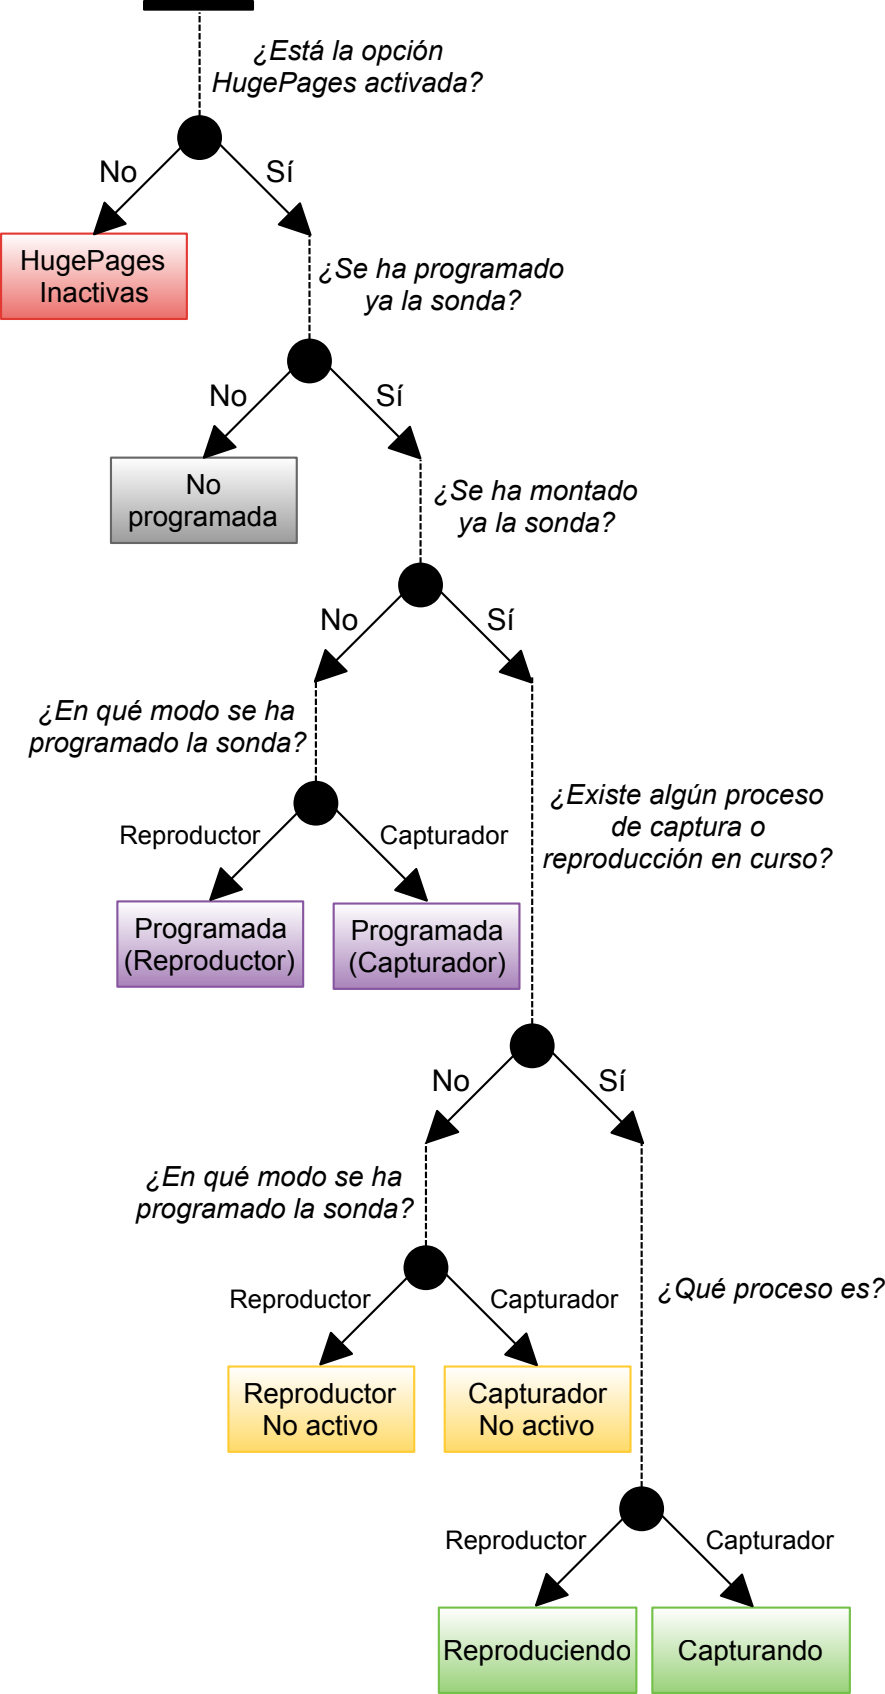 ¿Está la opción
HugePages activada?
No
Sí
HugePages
Inactivas
¿Se ha programado
ya la sonda?
No
Sí
No
programada
¿Se ha montado
ya la sonda?
No
Sí
¿En qué modo se ha
programado la sonda?
¿Existe algún proceso
de captura o
reproducción en curso?
Reproductor
Capturador
Programada
(Reproductor)
Programada
(Capturador)
No
Sí
¿En qué modo se ha
programado la sonda?
¿Qué proceso es?
Reproductor
Capturador
Reproductor
No activo
Capturador
No activo
Reproductor
Capturador
Reproduciendo
Capturando